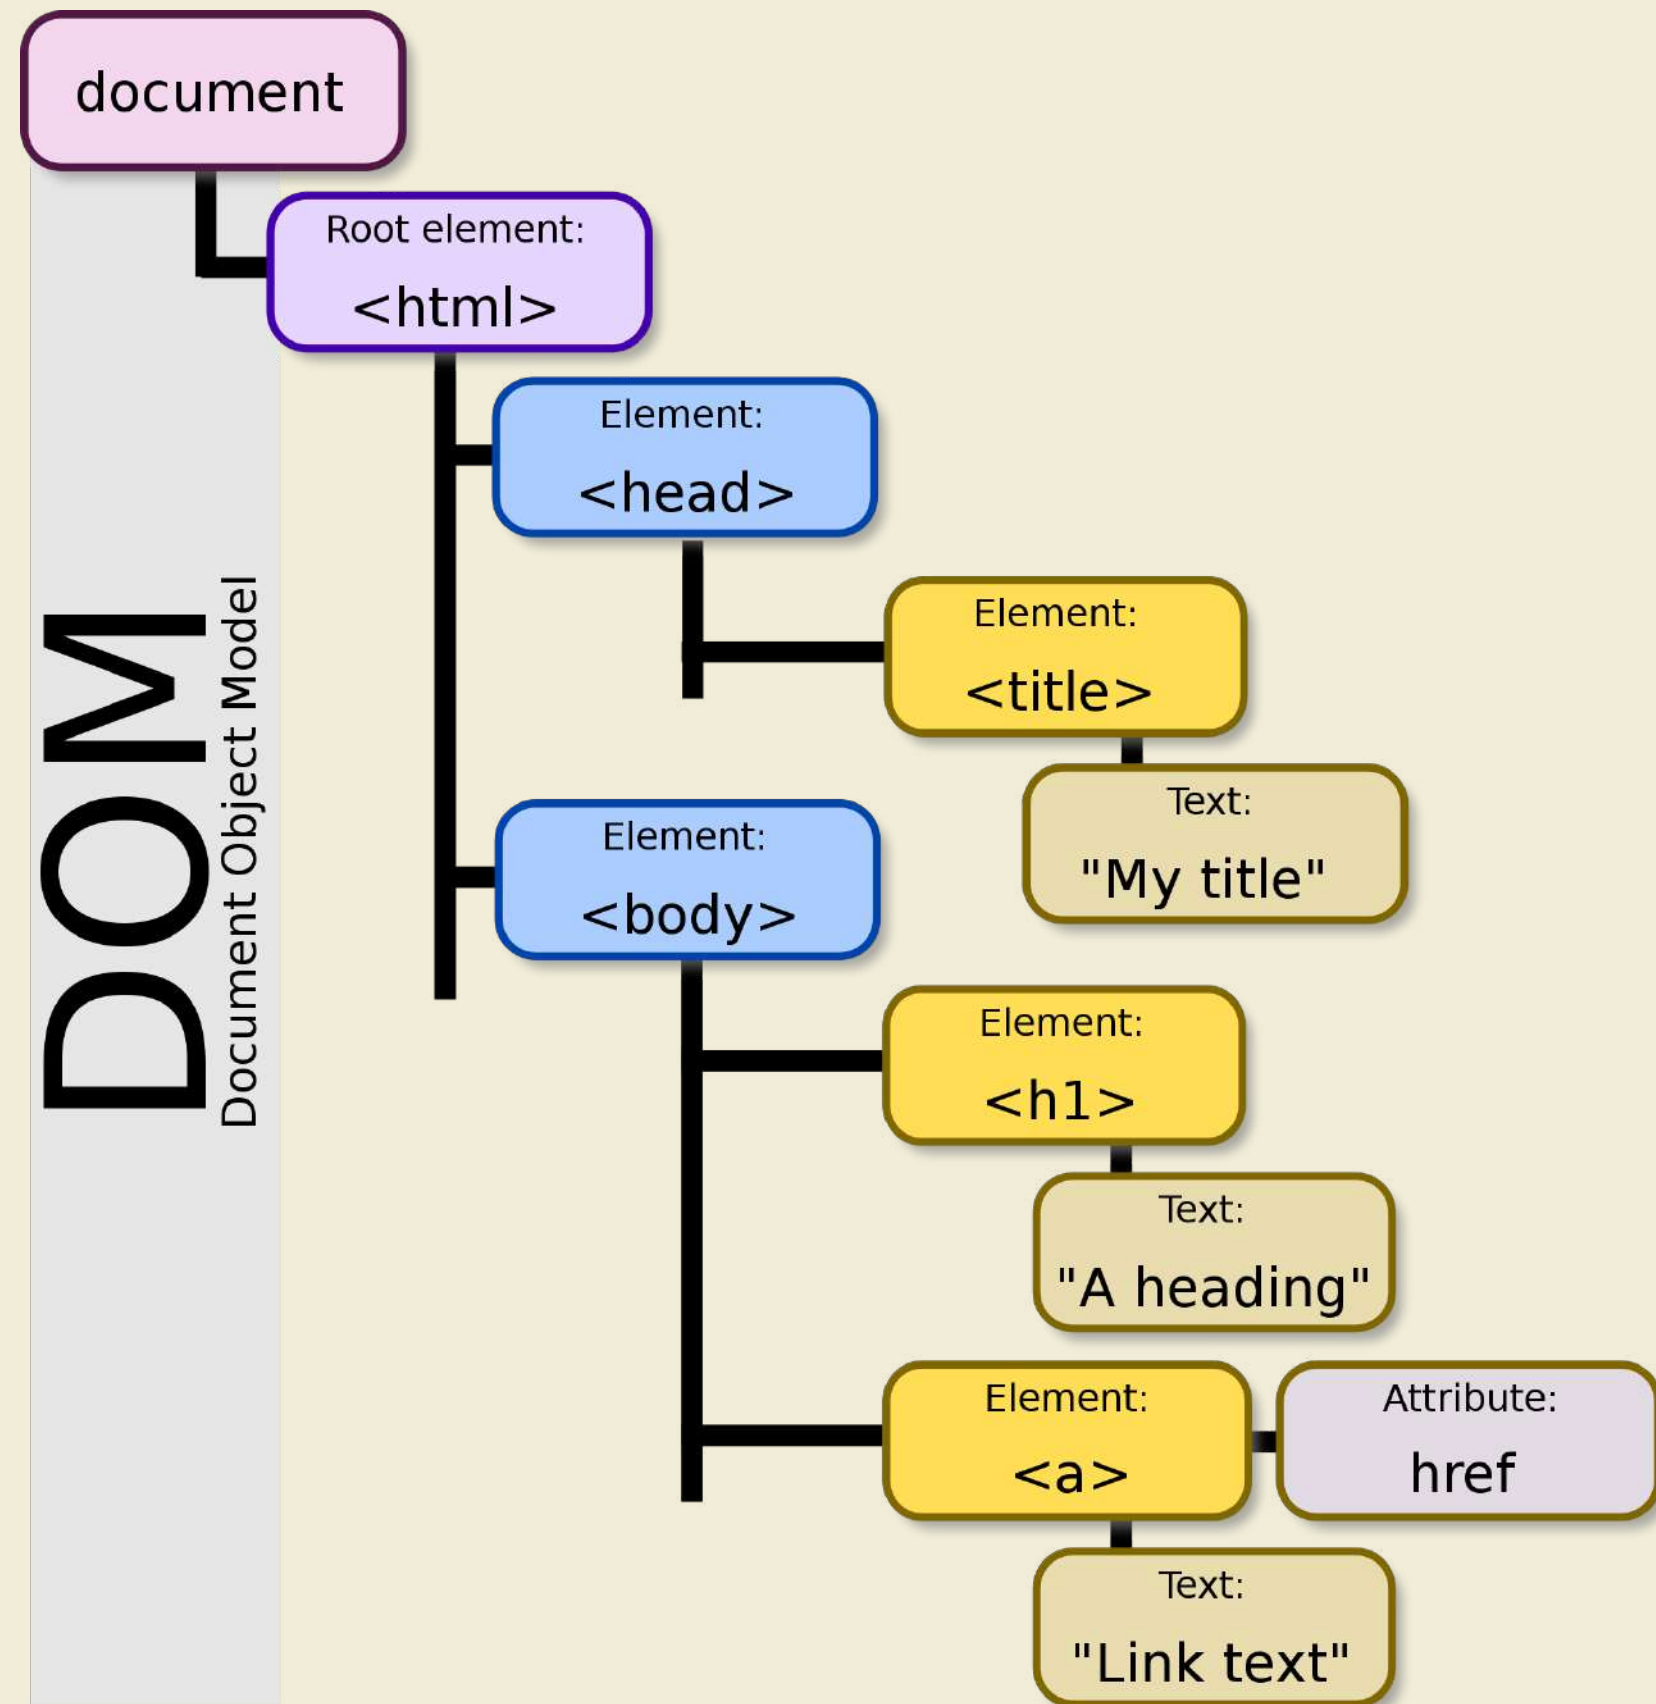 document
Root element:
<html>
Element:
<head>
Element:
<title>
Text:
"My title"
Element:
<body>
Element:
<h1>
Text:
"A heading"
Element:
<a>
Attribute:
href
Text:
"Link text"
DOM
Document Object Model